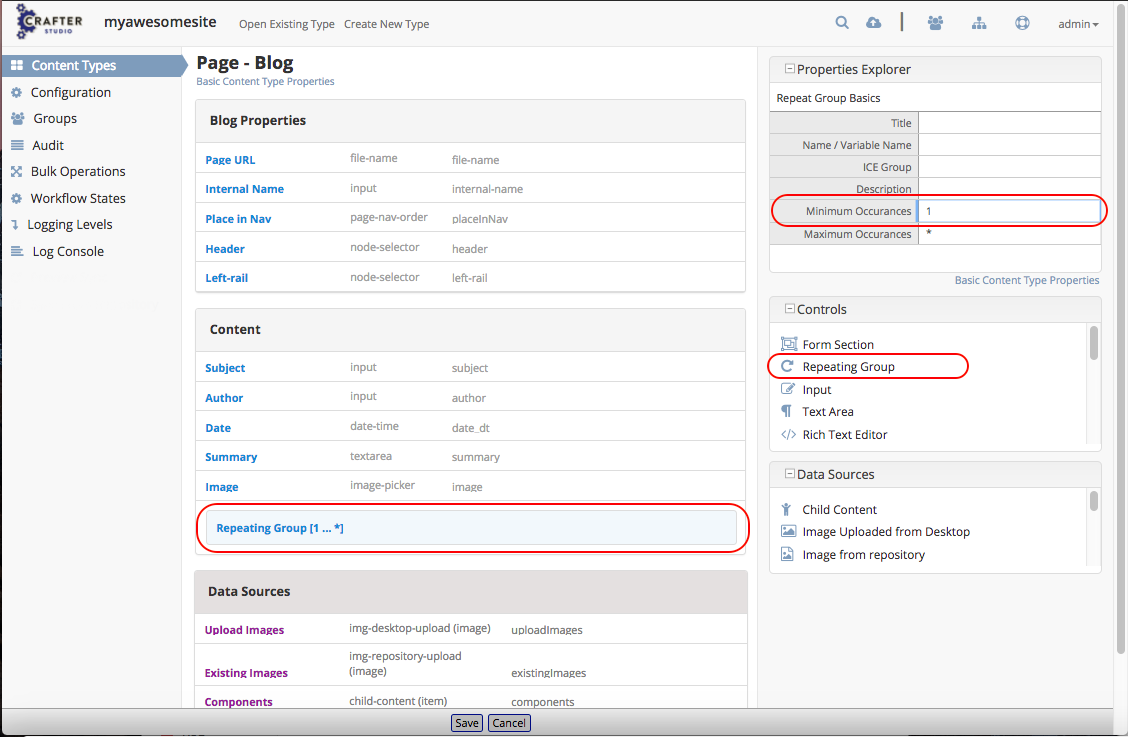 CRAFTER STUDIO myawesomesite Open Existing Type Create New Type admin
Content Types
Configuration
Groups
Audit
Bulk Operations
Workflow States
Logging Levels
Log Console
Page - Blog
Basic Content Type Properties
Blog Properties
Page URL file-name file-name
Internal Name input internal-name
Place in Nav page-nav-order placeInNav
Header node-selector header
Left-rail node-selector left-rail
Content
Subject input subject
Author input author
Date date-time date_dt
Summary textarea summary
Image image-picker image
Repeating Group [1 ... *]
Data Sources
Upload Images img-desktop-upload (image) uploadImages
Existing Images img-repository-upload (image) existingImages
Components child-content (item) components
Properties Explorer
Repeat Group Basics
Title
Name / Variable Name
ICE Group
Description
Minimum Occurances 1
Maximum Occurances *
Basic Content Type Properties
Controls
Form Section
Repeating Group
Input
Text Area
Rich Text Editor
Data Sources
Child Content
Image Uploaded from Desktop
Image from repository
Save Cancel